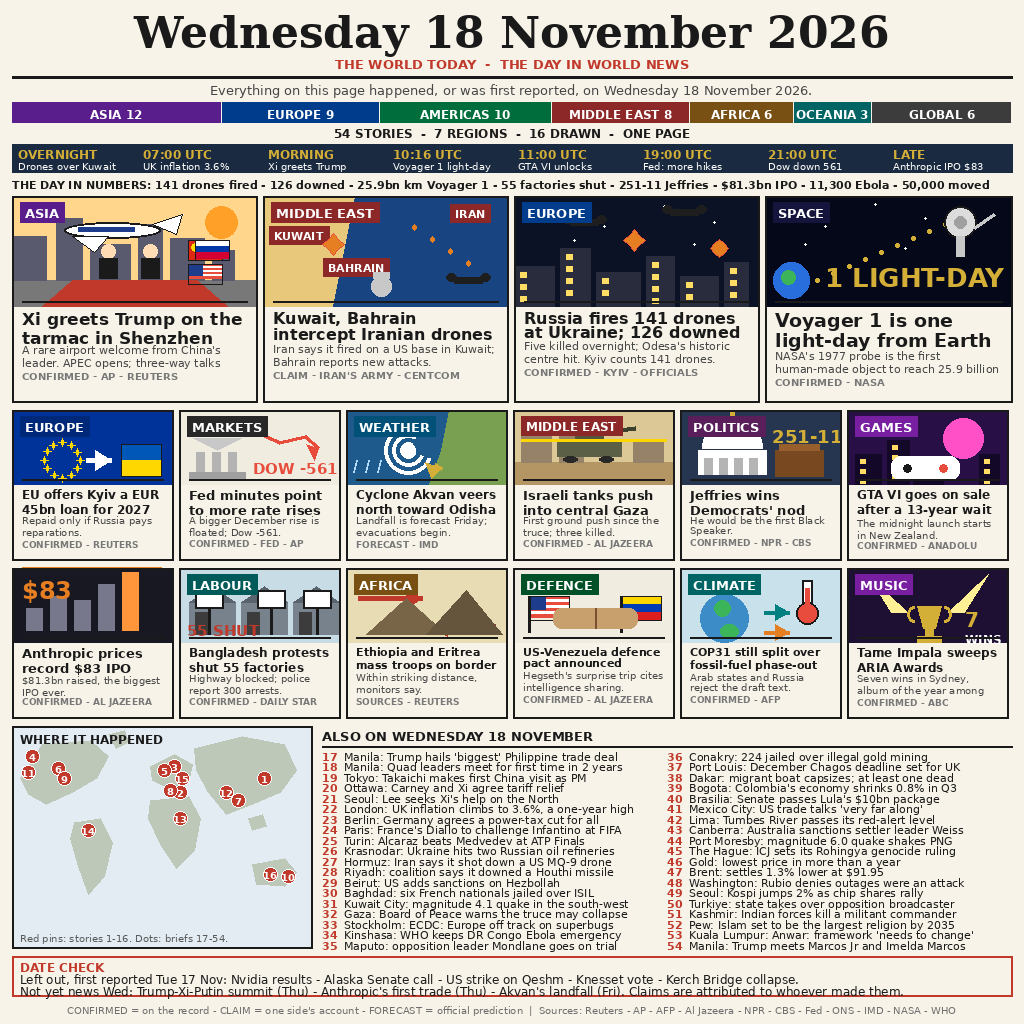 Wednesday 18 November 2026
THE WORLD TODAY - THE DAY IN WORLD NEWS
Everything on this page happened, or was first reported, on Wednesday 18 November 2026.
ASIA 12
EUROPE 9
AMERICAS 10
MIDDLE EAST 8
AFRICA 6
OCEANIA 3
GLOBAL 6
54 STORIES - 7 REGIONS - 16 DRAWN - ONE PAGE
OVERNIGHT
Drones over Kuwait
07:00 UTC
UK inflation 3.6%
MORNING
Xi greets Trump
10:16 UTC
Voyager 1 light-day
11:00 UTC
GTA VI unlocks
19:00 UTC
Fed: more hikes
21:00 UTC
Dow down 561
LATE
Anthropic IPO $83
THE DAY IN NUMBERS: 141 drones fired - 126 downed - 25.9bn km Voyager 1 - 55 factories shut - 251-11 Jeffries - $81.3bn IPO - 11,300 Ebola - 50,000 moved
ASIA
Xi greets Trump on the
tarmac in Shenzhen
A rare airport welcome from China's
leader. APEC opens; three-way talks
CONFIRMED - AP - REUTERS
MIDDLE EAST
IRAN
KUWAIT
BAHRAIN
Kuwait, Bahrain
intercept Iranian drones
Iran says it fired on a US base in Kuwait;
Bahrain reports new attacks.
CLAIM - IRAN'S ARMY - CENTCOM
EUROPE
Russia fires 141 drones
at Ukraine; 126 downed
Five killed overnight; Odesa's historic
centre hit. Kyiv counts 141 drones.
CONFIRMED - KYIV - OFFICIALS
SPACE
1 LIGHT-DAY
Voyager 1 is one
light-day from Earth
NASA's 1977 probe is the first
human-made object to reach 25.9 billion
CONFIRMED - NASA
EUROPE
EU offers Kyiv a EUR
45bn loan for 2027
Repaid only if Russia pays
reparations.
CONFIRMED - REUTERS
MARKETS
DOW -561
Fed minutes point
to more rate rises
A bigger December rise is
floated; Dow -561.
CONFIRMED - FED - AP
WEATHER
Cyclone Akvan veers
north toward Odisha
Landfall is forecast Friday;
evacuations begin.
FORECAST - IMD
MIDDLE EAST
Israeli tanks push
into central Gaza
First ground push since the
truce; three killed.
CONFIRMED - AL JAZEERA
POLITICS
251-11
Jeffries wins
Democrats' nod
He would be the first Black
Speaker.
CONFIRMED - NPR - CBS
GAMES
GTA VI goes on sale
after a 13-year wait
The midnight launch starts
in New Zealand.
CONFIRMED - ANADOLU
$83
Anthropic prices
record $83 IPO
$81.3bn raised, the biggest
IPO ever.
CONFIRMED - AL JAZEERA
LABOUR
55 SHUT
Bangladesh protests
shut 55 factories
Highway blocked; police
report 300 arrests.
CONFIRMED - DAILY STAR
AFRICA
Ethiopia and Eritrea
mass troops on border
Within striking distance,
monitors say.
SOURCES - REUTERS
DEFENCE
US-Venezuela defence
pact announced
Hegseth's surprise trip cites
intelligence sharing.
CONFIRMED - AL JAZEERA
CLIMATE
COP31 still split over
fossil-fuel phase-out
Arab states and Russia
reject the draft text.
CONFIRMED - AFP
MUSIC
7
WINS
Tame Impala sweeps
ARIA Awards
Seven wins in Sydney,
album of the year among
CONFIRMED - ABC
WHERE IT HAPPENED
4
11
6
9
5
3
15
8
2
1
12
7
13
14
16
10
Red pins: stories 1-16. Dots: briefs 17-54.
ALSO ON WEDNESDAY 18 NOVEMBER
17 Manila: Trump hails 'biggest' Philippine trade deal
18 Manila: Quad leaders meet for first time in 2 years
19 Tokyo: Takaichi makes first China visit as PM
20 Ottawa: Carney and Xi agree tariff relief
21 Seoul: Lee seeks Xi's help on the North
22 London: UK inflation climbs to 3.6%, a one-year high
23 Berlin: Germany agrees a power-tax cut for all
24 Paris: France's Diallo to challenge Infantino at FIFA
25 Turin: Alcaraz beats Medvedev at ATP Finals
26 Krasnodar: Ukraine hits two Russian oil refineries
27 Hormuz: Iran says it shot down a US MQ-9 drone
28 Riyadh: coalition says it downed a Houthi missile
29 Beirut: US adds sanctions on Hezbollah
30 Baghdad: six French nationals jailed over ISIL
31 Kuwait City: magnitude 4.1 quake in the south-west
32 Gaza: Board of Peace warns the truce may collapse
33 Stockholm: ECDC: Europe off track on superbugs
34 Kinshasa: WHO keeps DR Congo Ebola emergency
35 Maputo: opposition leader Mondlane goes on trial
36 Conakry: 224 jailed over illegal gold mining
37 Port Louis: December Chagos deadline set for UK
38 Dakar: migrant boat capsizes; at least one dead
39 Bogota: Colombia's economy shrinks 0.8% in Q3
40 Brasilia: Senate passes Lula's $10bn package
41 Mexico City: US trade talks 'very far along'
42 Lima: Tumbes River passes its red-alert level
43 Canberra: Australia sanctions settler leader Weiss
44 Port Moresby: magnitude 6.0 quake shakes PNG
45 The Hague: ICJ sets its Rohingya genocide ruling
46 Gold: lowest price in more than a year
47 Brent: settles 1.3% lower at $91.95
48 Washington: Rubio denies outages were an attack
49 Seoul: Kospi jumps 2% as chip shares rally
50 Turkiye: state takes over opposition broadcaster
51 Kashmir: Indian forces kill a militant commander
52 Pew: Islam set to be the largest religion by 2035
53 Kuala Lumpur: Anwar: framework 'needs to change'
54 Manila: Trump meets Marcos Jr and Imelda Marcos
DATE CHECK
Left out, first reported Tue 17 Nov: Nvidia results - Alaska Senate call - US strike on Qeshm - Knesset vote - Kerch Bridge collapse.
Not yet news Wed: Trump-Xi-Putin summit (Thu) - Anthropic's first trade (Thu) - Akvan's landfall (Fri). Claims are attributed to whoever made them.
CONFIRMED = on the record - CLAIM = one side's account - FORECAST = official prediction | Sources: Reuters - AP - AFP - Al Jazeera - NPR - CBS - Fed - ONS - IMD - NASA - WHO